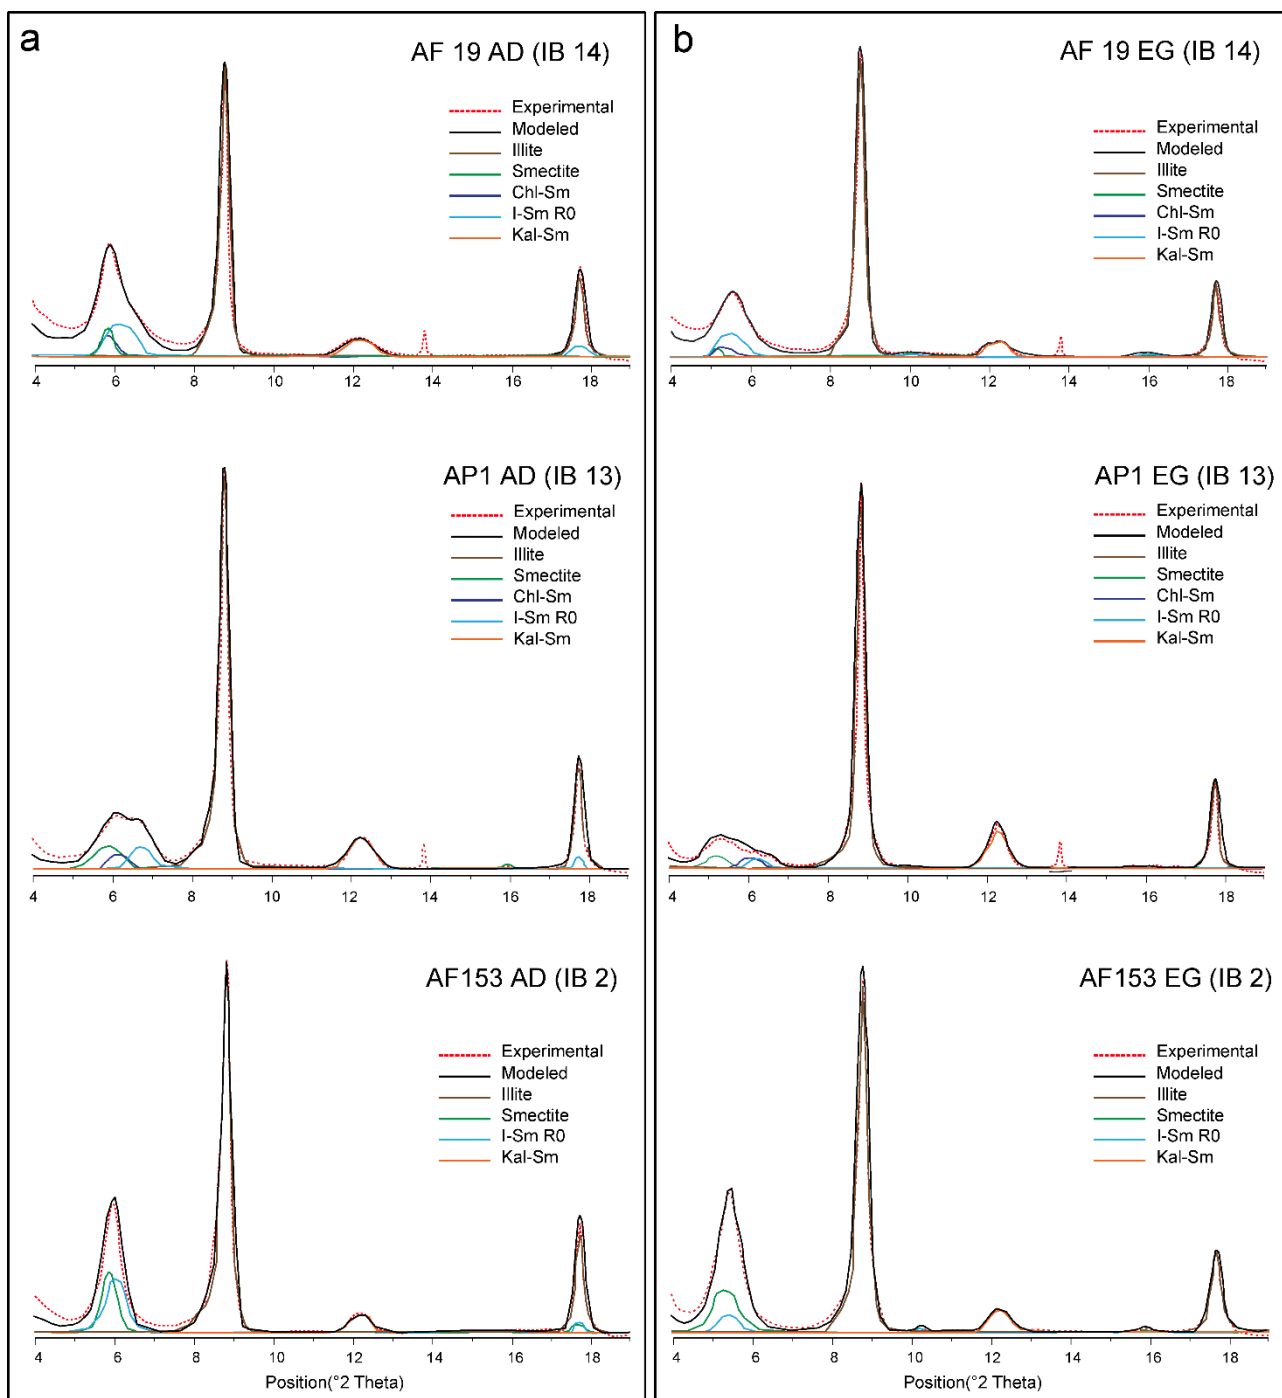 a
AF 19 AD (IB 14)
Experimental
Modeled
Illite
Smectite
Chl-Sm
I-Sm R0
Kal-Sm
4 6 8 10 12 14 16 18
AP1 AD (IB 13)
Experimental
Modeled
Illite
Smectite
Chl-Sm
I-Sm R0
Kal-Sm
4 6 8 10 12 14 16 18
AF153 AD (IB 2)
Experimental
Modeled
Illite
Smectite
I-Sm R0
Kal-Sm
4 6 8 10 12 14 16 18
Position(°2 Theta)
b
AF 19 EG (IB 14)
Experimental
Modeled
Illite
Smectite
Chl-Sm
I-Sm R0
Kal-Sm
4 6 8 10 12 14 16 18
AP1 EG (IB 13)
Experimental
Modeled
Illite
Smectite
Chl-Sm
I-Sm R0
Kal-Sm
4 6 8 10 12 14 16 18
AF153 EG (IB 2)
Experimental
Modeled
Illite
Smectite
I-Sm R0
Kal-Sm
4 6 8 10 12 14 16 18
Position(°2 Theta)